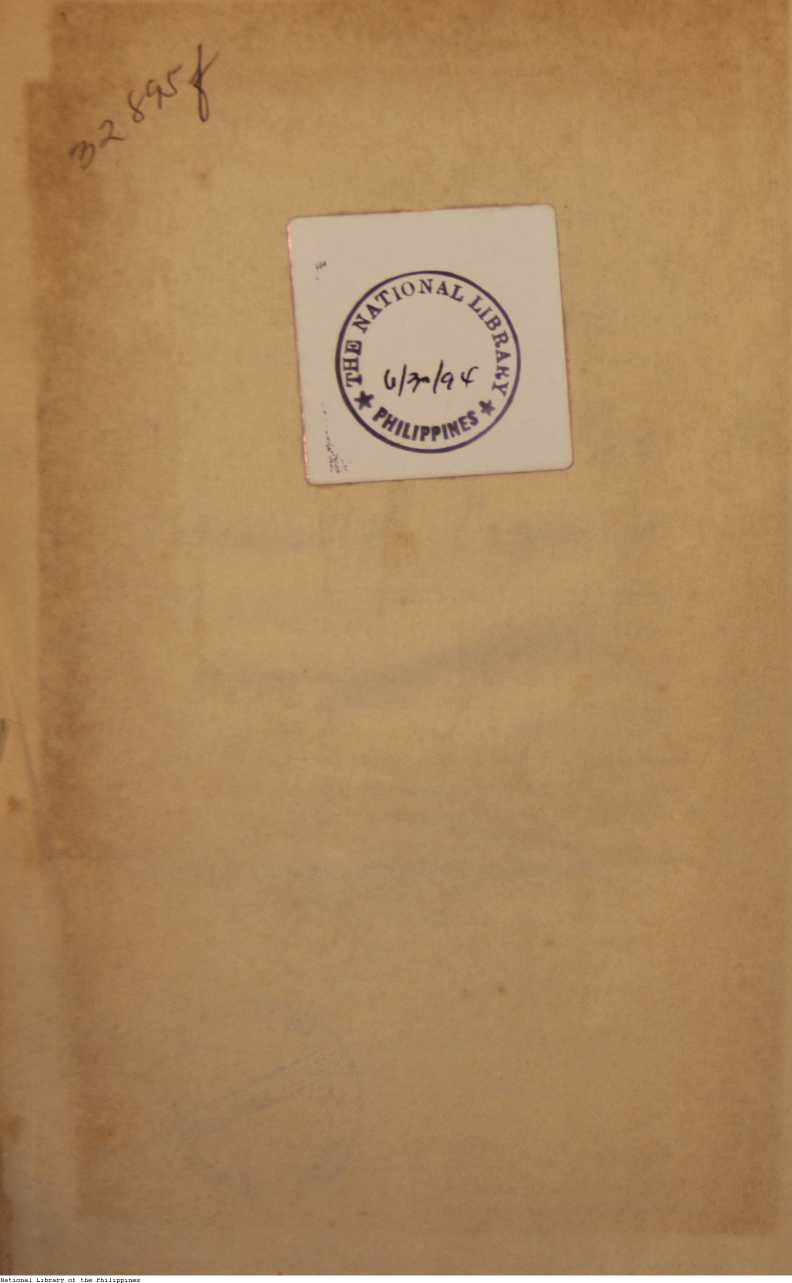 32895f
THE NATIONAL LIBRARY
6/30/94
★ PHILIPPINES ★
National Library of the Philippines